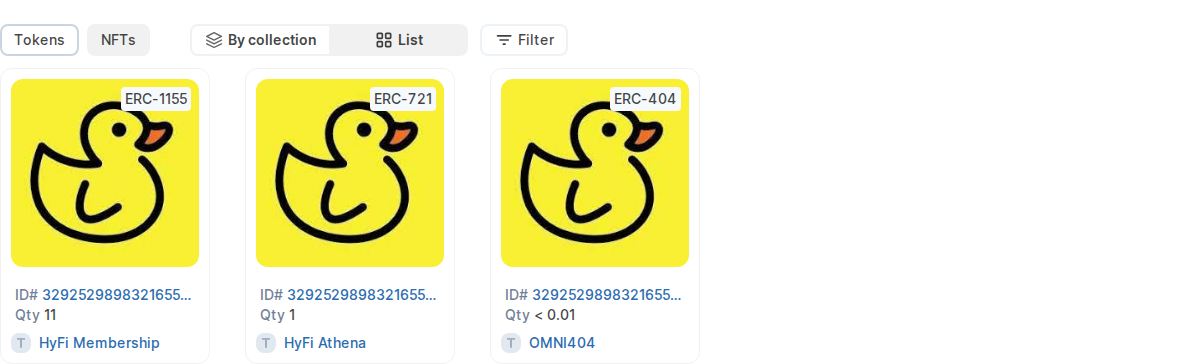 Tokens NFTs By collection List Filter
ERC-1155 ERC-721 ERC-404
ID# 3292529898321655... ID# 3292529898321655... ID# 3292529898321655...
Qty 11 Qty 1 Qty < 0.01
T HyFi Membership T HyFi Athena T OMNI404